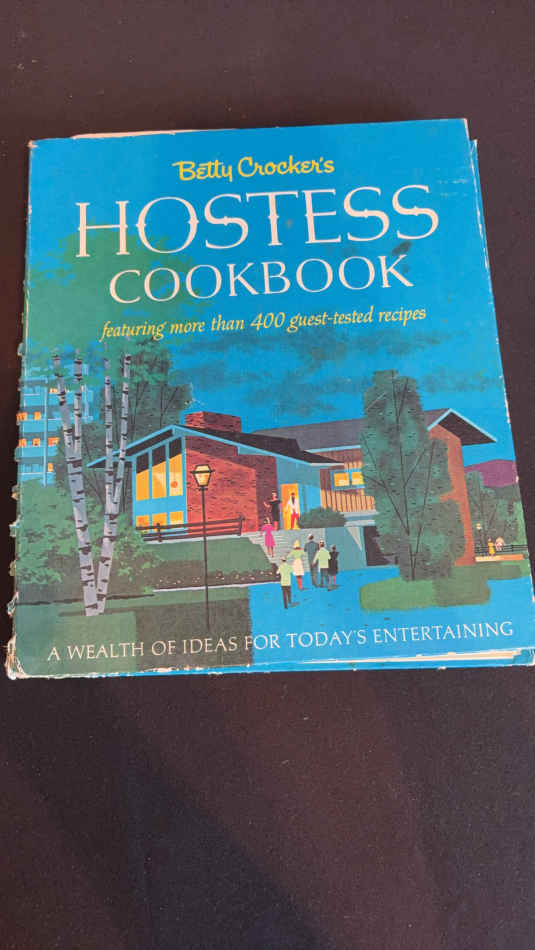 Betty Crocker's
HOSTESS
COOKBOOK
featuring more than 400 guest-tested recipes
A WEALTH OF IDEAS FOR TODAY'S ENTERTAINING